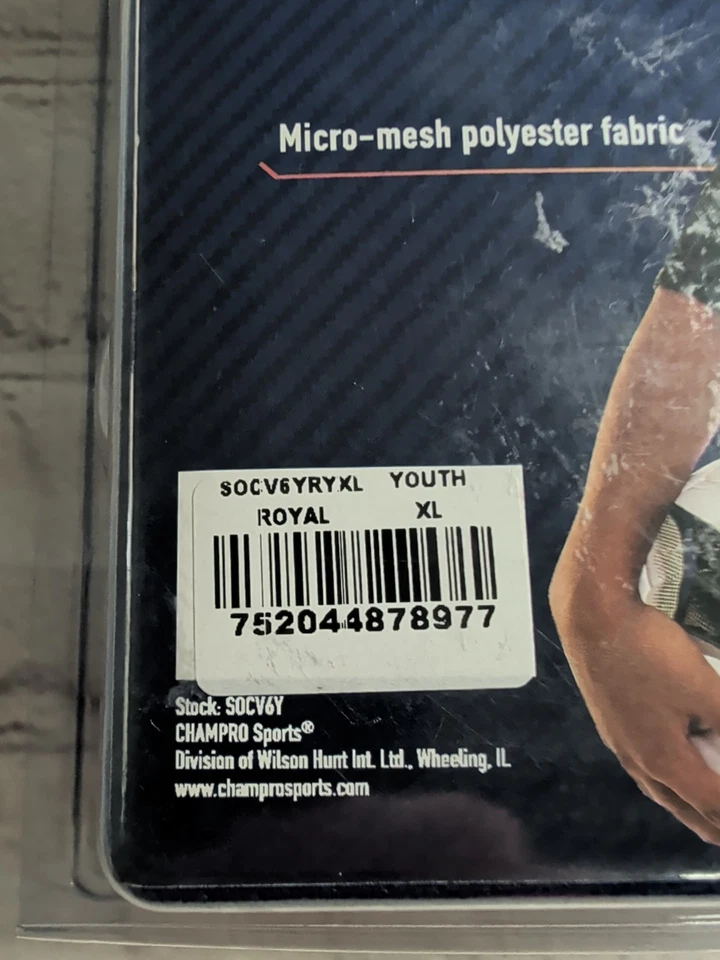 Micro-mesh polyester fabric
SOCV6YRYXL YOUTH
ROYAL XL
752044878977
Stock: SOCV6Y
CHAMPRO Sports®
Division of Wilson Hunt Int. Ltd., Wheeling, IL
www.champrosports.com